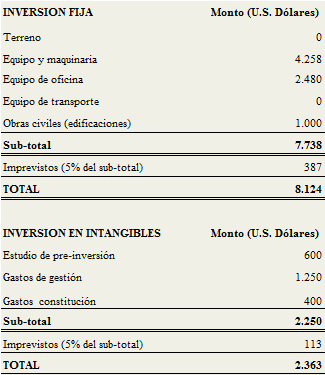 INVERSION FIJA Monto (U.S. Dólares)
Terreno 0
Equipo y maquinaria 4.258
Equipo de oficina 2.480
Equipo de transporte 0
Obras civiles (edificaciones) 1.000
Sub-total 7.738
Imprevistos (5% del sub-total) 387
TOTAL 8.124
INVERSION EN INTANGIBLES Monto (U.S. Dólares)
Estudio de pre-inversión 600
Gastos de gestión 1.250
Gastos constitución 400
Sub-total 2.250
Imprevistos (5% del sub-total) 113
TOTAL 2.363